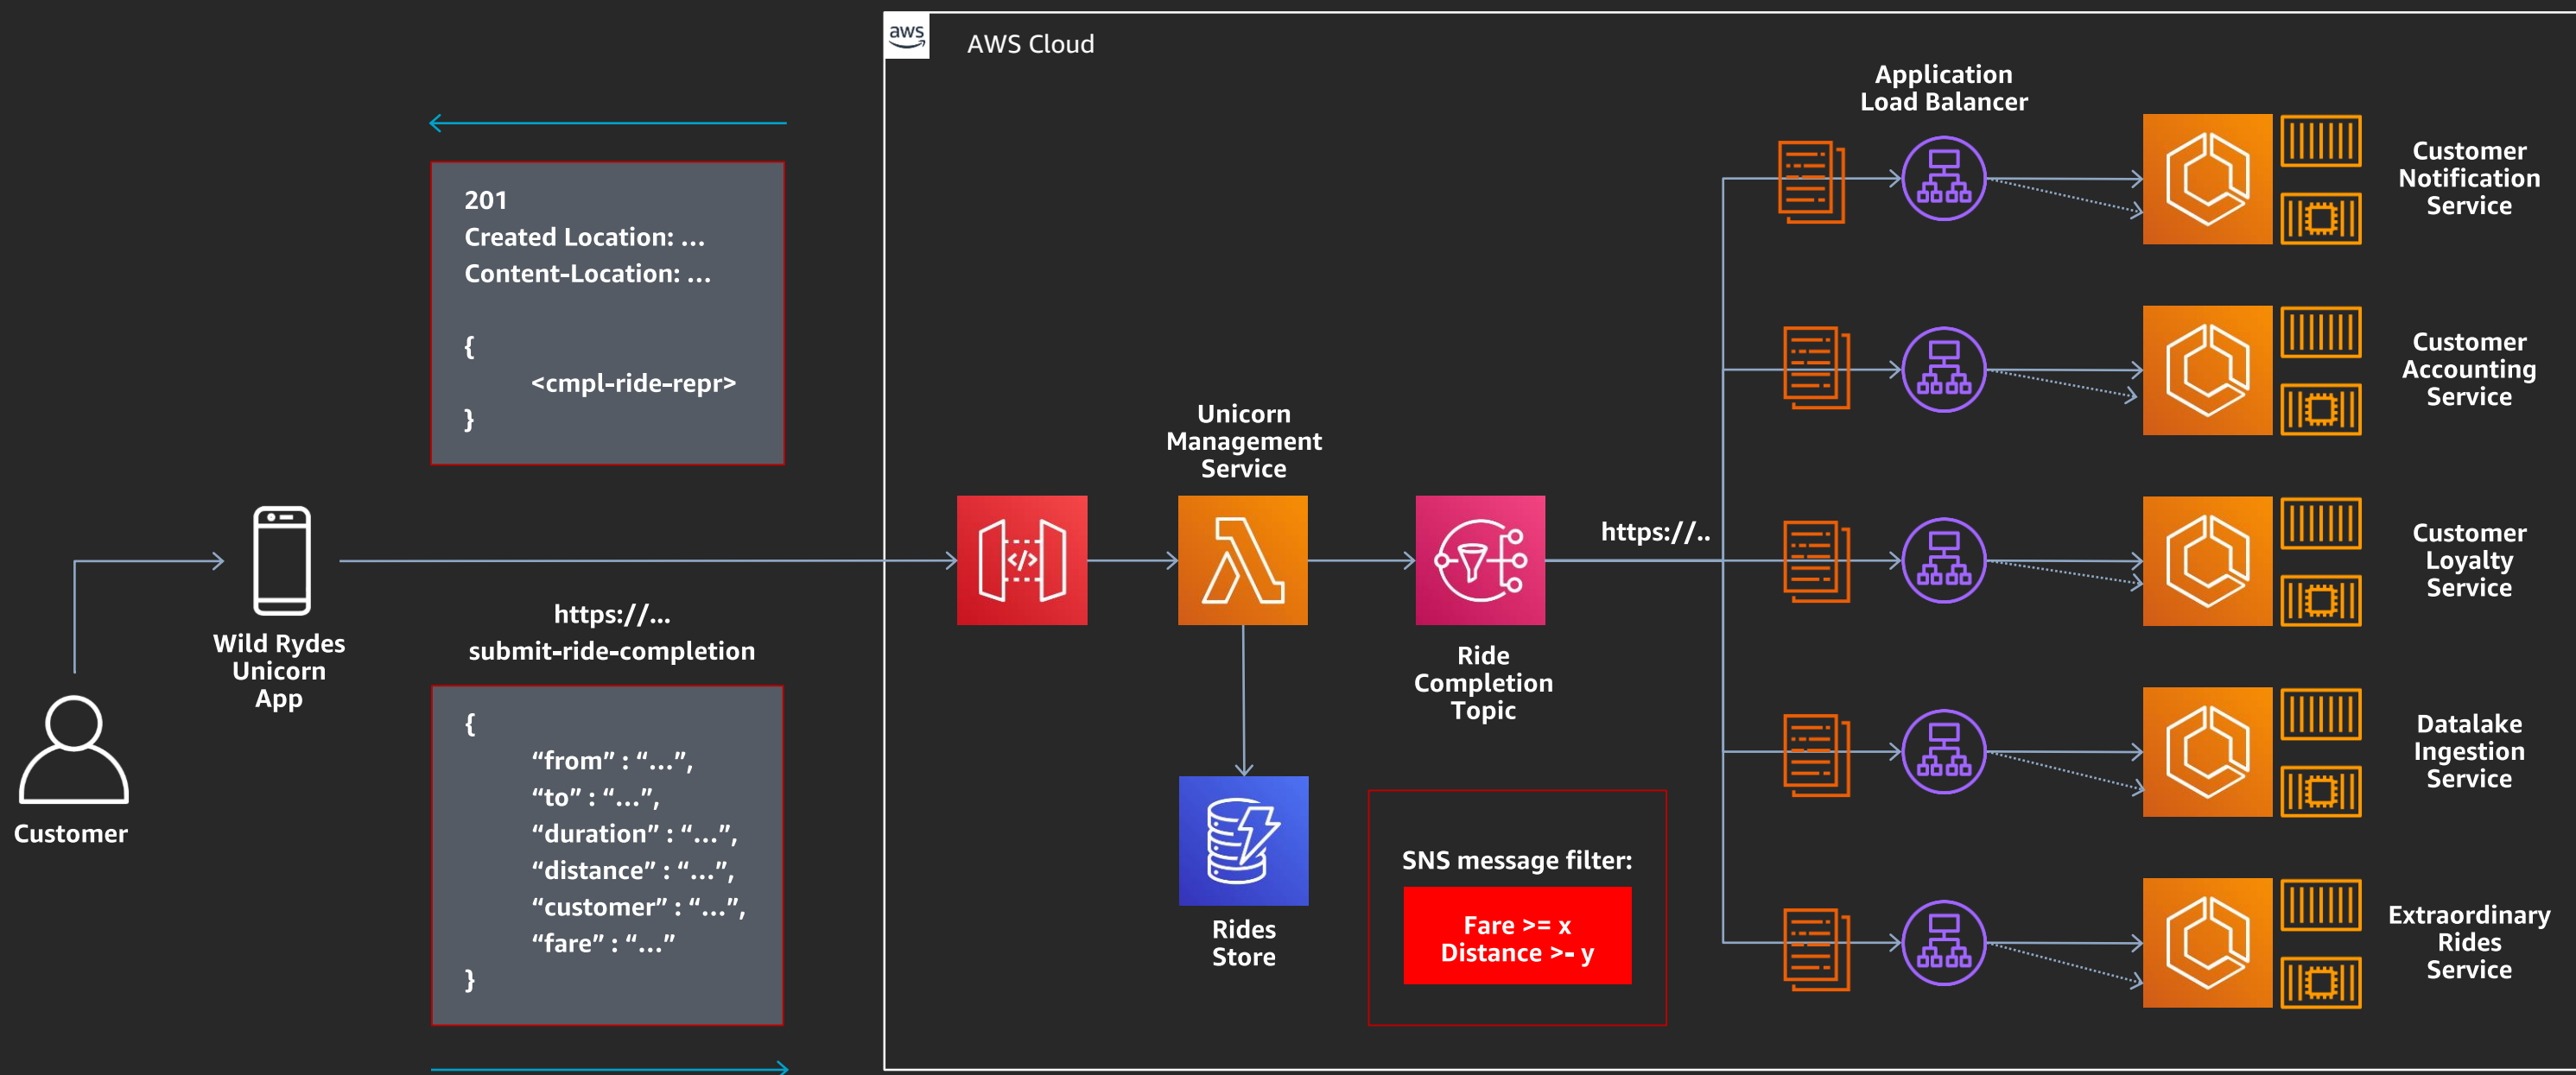 aws
AWS Cloud
201
Created Location: ...
Content-Location: ...
{
<cmpl-ride-repr>
}
Customer
Wild Rydes
Unicorn
App
https://...
submit-ride-completion
{
“from” : “...”,
“to” : “...”,
“duration” : “...”,
“distance” : “...”,
“customer” : “...”,
“fare” : “...”
}
</>
Unicorn
Management
Service
Rides
Store
Ride
Completion
Topic
SNS message filter:
Fare >= x
Distance >- y
https://..
Application
Load Balancer
Customer
Notification
Service
Customer
Accounting
Service
Customer
Loyalty
Service
Datalake
Ingestion
Service
Extraordinary
Rides
Service